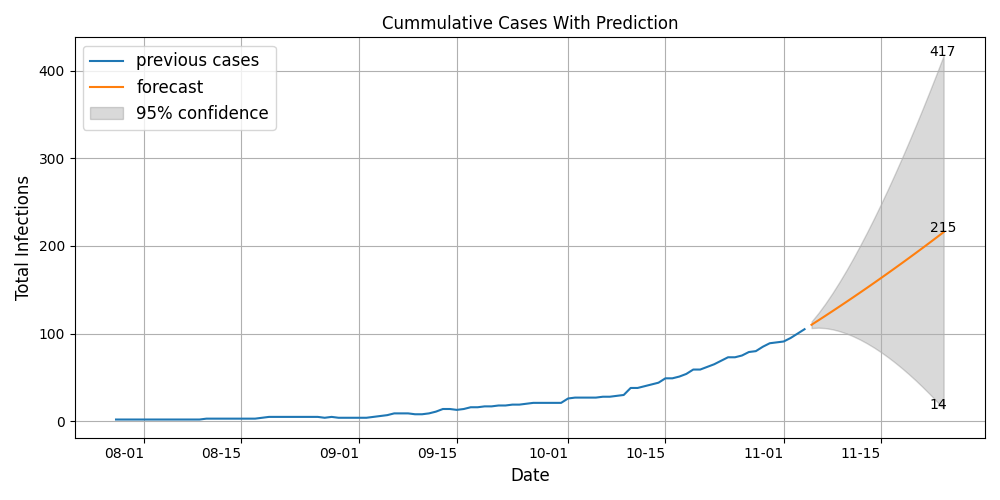 Cummulative Cases With Prediction
previous cases
forecast
95% confidence
Total Infections
400
300
200
100
0
417
215
14
08-01 08-15 09-01 09-15 10-01 10-15 11-01 11-15
Date